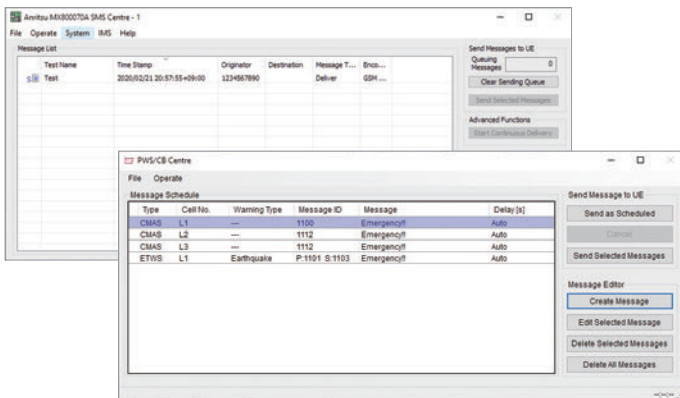 Anritsu MX800070A SMS Centre - 1
File Operate System IMS Help
Message List
Test Name Time Stamp Originator Destination Message T... Enco...
Test 2020/02/21 20:57:55+09:00 1234567890 Deliver GSM ...
Send Messages to UE
Queuing Messages 0
Clear Sending Queue
Send Selected Messages
Advanced Functions
Start Continuous Delivery
PWS/CB Centre
File Operate
Message Schedule
Type Cell No. Warning Type Message ID Message Delay [s]
CMAS L1 --- 1100 Emergency!! Auto
CMAS L2 --- 1112 Emergency!! Auto
CMAS L3 --- 1112 Emergency!! Auto
ETWS L1 Earthquake P:1101 S:1103 Emergency!! Auto
Send Message to UE
Send as Scheduled
Cancel
Send Selected Messages
Message Editor
Create Message
Edit Selected Message
Delete Selected Messages
Delete All Messages
--:--:--